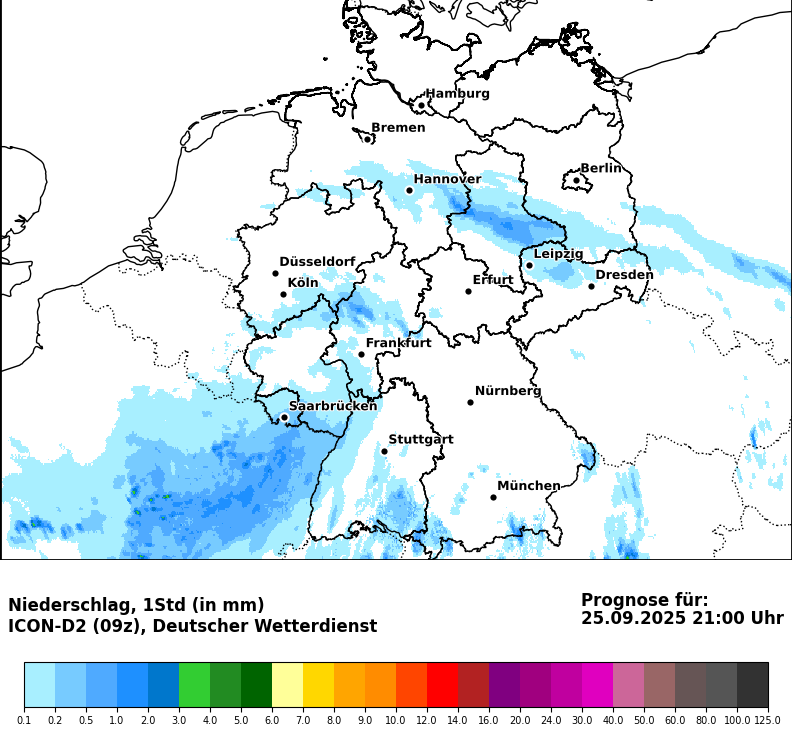 Hamburg
Bremen
Berlin
Hannover
Leipzig
Düsseldorf
Dresden
Köln
Erfurt
Frankfurt
Nürnberg
Saarbrücken
Stuttgart
München
Niederschlag, 1Std (in mm)
ICON-D2 (09z), Deutscher Wetterdienst
Prognose für:
25.09.2025 21:00 Uhr
0.1 0.2 0.5 1.0 2.0 3.0 4.0 5.0 6.0 7.0 8.0 9.0 10.0 12.0 14.0 16.0 20.0 24.0 30.0 40.0 50.0 60.0 80.0 100.0 125.0